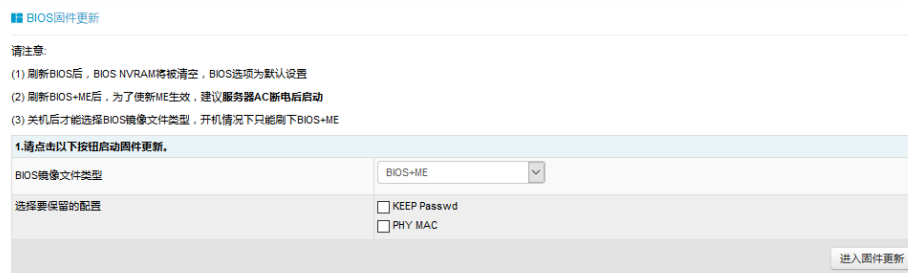 BIOS固件更新
请注意:
(1) 刷新BIOS后，BIOS NVRAM将被清空，BIOS选项为默认设置
(2) 刷新BIOS+ME后，为了使新ME生效，建议服务器AC断电后启动
(3) 关机后才能选择BIOS镜像文件类型，开机情况下只能刷下BIOS+ME
1.请点击以下按钮启动固件更新。
BIOS镜像文件类型 BIOS+ME
选择要保留的配置 KEEP Passwd
PHY MAC
进入固件更新